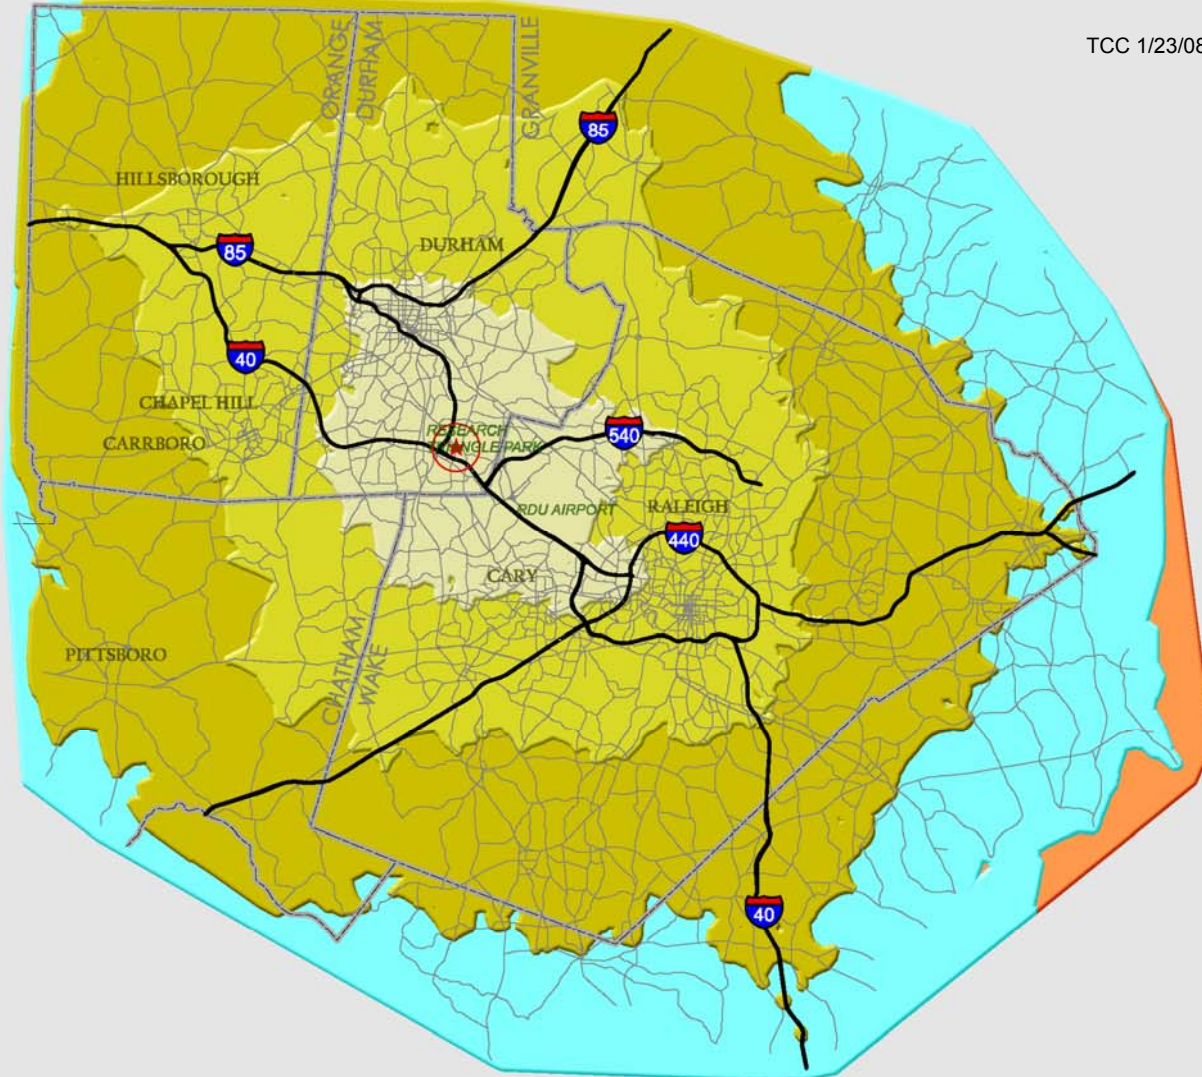 TCC 1/23/08
ORANGE
DURHAM
GRANVILLE
85
HILLSBOROUGH
DURHAM
85
40
CHAPEL HILL
CARRBORO
RESEARCH
TRIANGLE PARK
540
RDU AIRPORT
RALEIGH
440
CARY
PITTSBORO
CHATHAM
WAKE
40